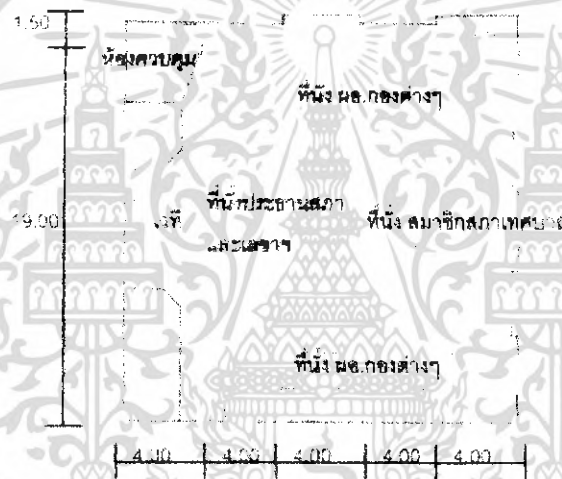 1.50
ห้องควบคุม
ที่นั่ง ผอ.กองต่างๆ
19.00
เวที
ที่นั่งประธานสภา
และเลขาฯ
ที่นั่ง สมาชิกสภาเทศบาล
ที่นั่ง ผอ.กองต่างๆ
4.00 4.00 4.00 4.00 4.00